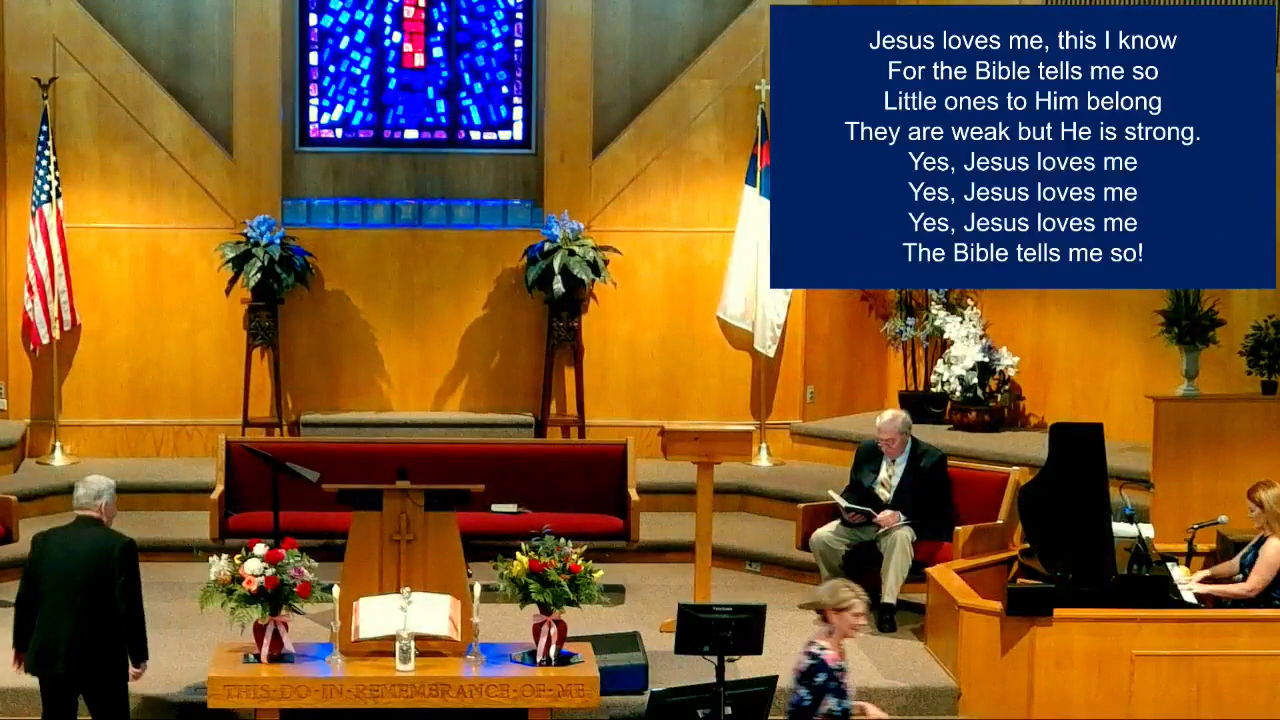 Jesus loves me, this I know
For the Bible tells me so
Little ones to Him belong
They are weak but He is strong.
Yes, Jesus loves me
Yes, Jesus loves me
Yes, Jesus loves me
The Bible tells me so!
THIS·DO·IN·REMEMBRANCE·OF·ME